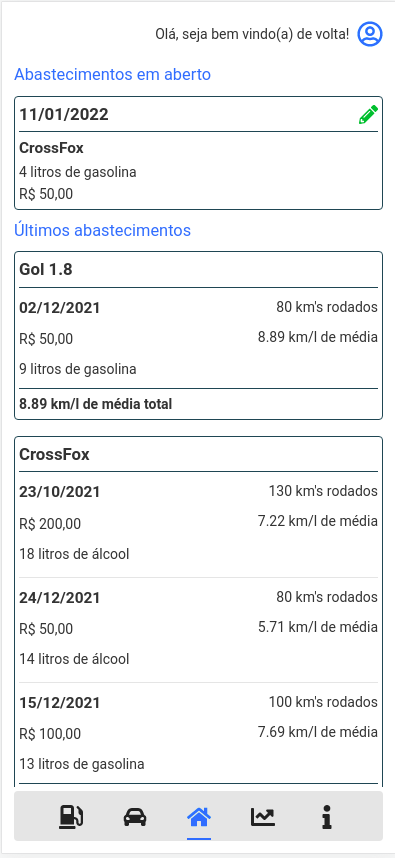 Olá, seja bem vindo(a) de volta!
Abastecimentos em aberto
11/01/2022
CrossFox
4 litros de gasolina
R$ 50,00
Últimos abastecimentos
Gol 1.8
02/12/2021 80 km's rodados
R$ 50,00 8.89 km/l de média
9 litros de gasolina
8.89 km/l de média total
CrossFox
23/10/2021 130 km's rodados
R$ 200,00 7.22 km/l de média
18 litros de álcool
24/12/2021 80 km's rodados
R$ 50,00 5.71 km/l de média
14 litros de álcool
15/12/2021 100 km's rodados
R$ 100,00 7.69 km/l de média
13 litros de gasolina